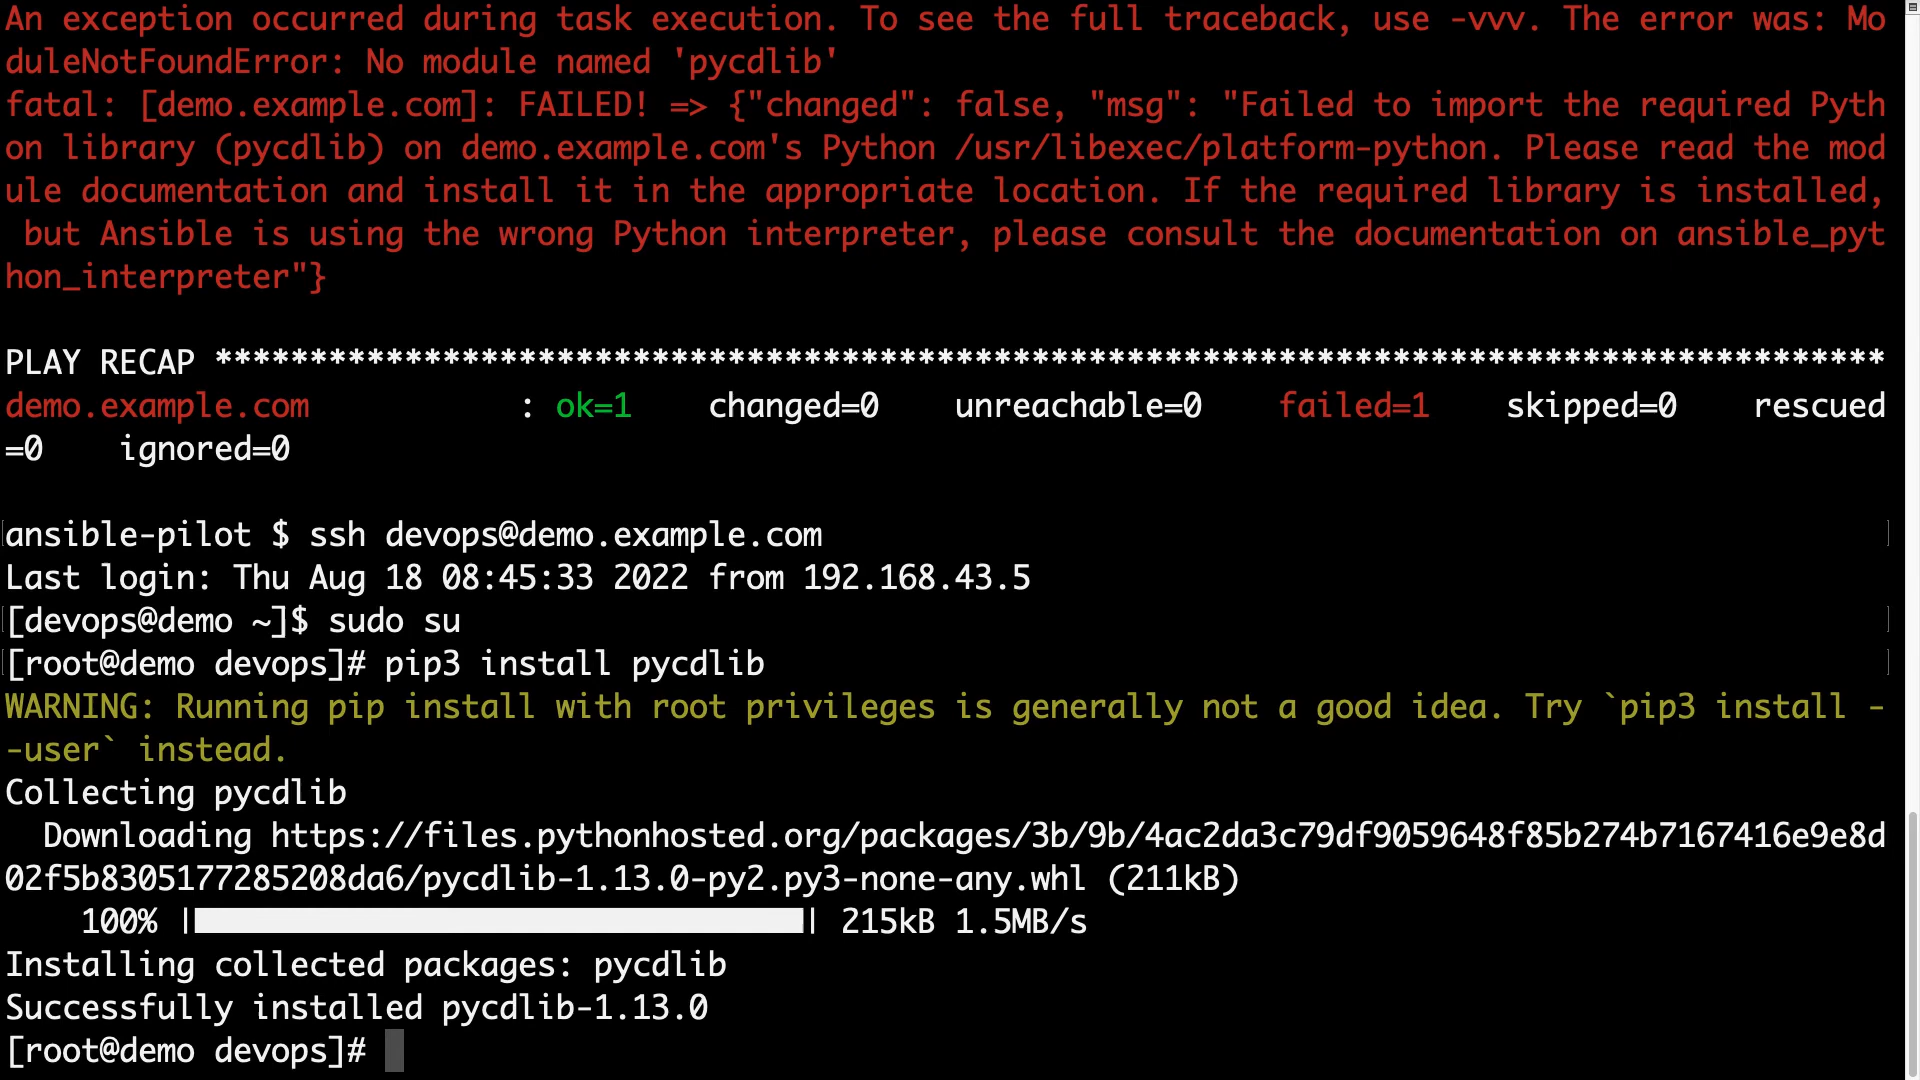 An exception occurred during task execution. To see the full traceback, use -vvv. The error was: Mo
duleNotFoundError: No module named 'pycdlib'
fatal: [demo.example.com]: FAILED! => {"changed": false, "msg": "Failed to import the required Pyth
on library (pycdlib) on demo.example.com's Python /usr/libexec/platform-python. Please read the mod
ule documentation and install it in the appropriate location. If the required library is installed,
 but Ansible is using the wrong Python interpreter, please consult the documentation on ansible_pyt
hon_interpreter"}
PLAY RECAP ****************************************************************************************
demo.example.com           : ok=1    changed=0    unreachable=0    failed=1    skipped=0    rescued
=0    ignored=0
ansible-pilot $ ssh devops@demo.example.com
Last login: Thu Aug 18 08:45:33 2022 from 192.168.43.5
[devops@demo ~]$ sudo su
[root@demo devops]# pip3 install pycdlib
WARNING: Running pip install with root privileges is generally not a good idea. Try `pip3 install -
-user` instead.
Collecting pycdlib
  Downloading https://files.pythonhosted.org/packages/3b/9b/4ac2da3c79df9059648f85b274b7167416e9e8d
02f5b8305177285208da6/pycdlib-1.13.0-py2.py3-none-any.whl (211kB)
    100% |████████████████████████████████| 215kB 1.5MB/s
Installing collected packages: pycdlib
Successfully installed pycdlib-1.13.0
[root@demo devops]#